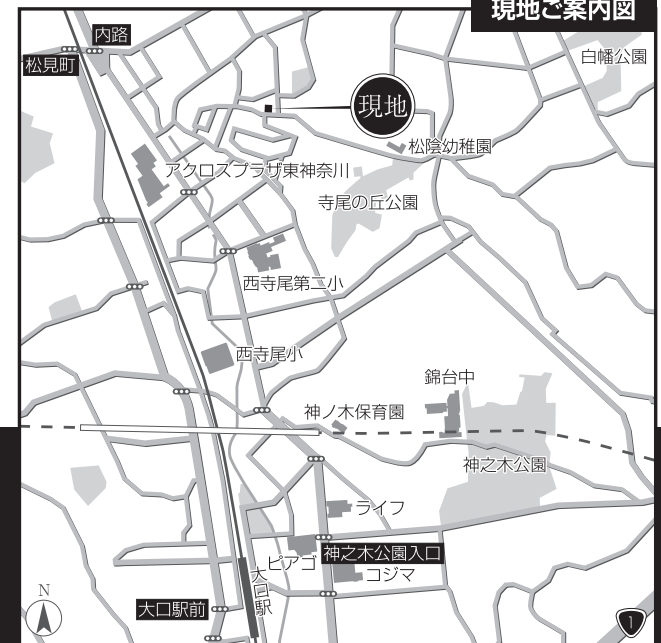 現地ご案内図
内路
松見町
白幡公園
現地
松陰幼稚園
アクロスプラザ東神奈川
寺尾の丘公園
西寺尾第二小
西寺尾小
錦台中
神ノ木保育園
神之木公園
ライフ
神之木公園入口
ピアゴ
コジマ
大口駅
大口駅前
N
1